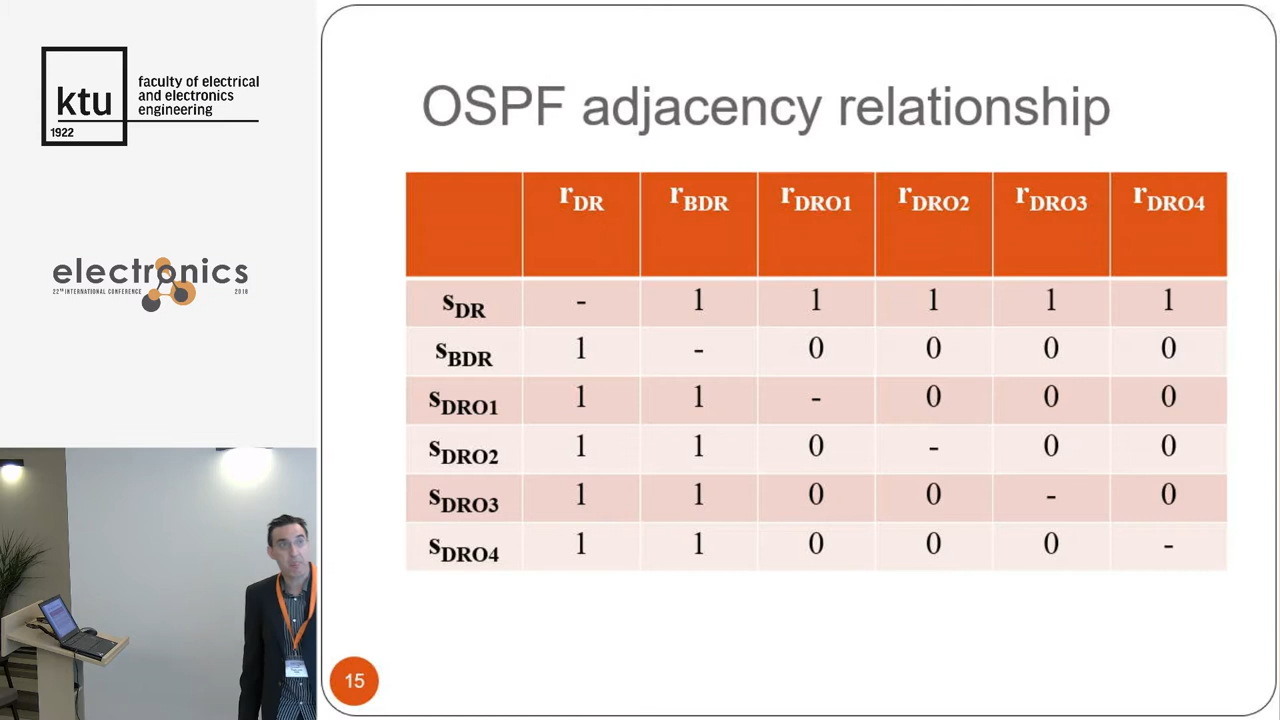 ktu
1922
faculty of electrical
and electronics
engineering
electronics
22ND INTERNATIONAL CONFERENCE 2018
OSPF adjacency relationship
rDR rBDR rDRO1 rDRO2 rDRO3 rDRO4
sDR - 1 1 1 1 1
sBDR 1 - 0 0 0 0
sDRO1 1 1 - 0 0 0
sDRO2 1 1 0 - 0 0
sDRO3 1 1 0 0 - 0
sDRO4 1 1 0 0 0 -
15